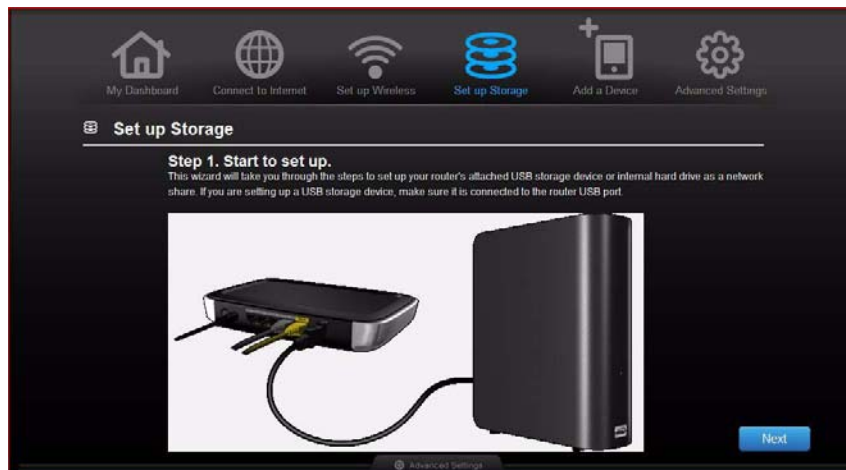 My Dashboard
Connect to Internet
Set up Wireless
Set up Storage
Add a Device
Advanced Settings
Set up Storage
Step 1. Start to set up.
This wizard will take you through the steps to set up your router's attached USB storage device or internal hard drive as a network
share. If you are setting up a USB storage device, make sure it is connected to the router USB port.
Next
Advanced Settings